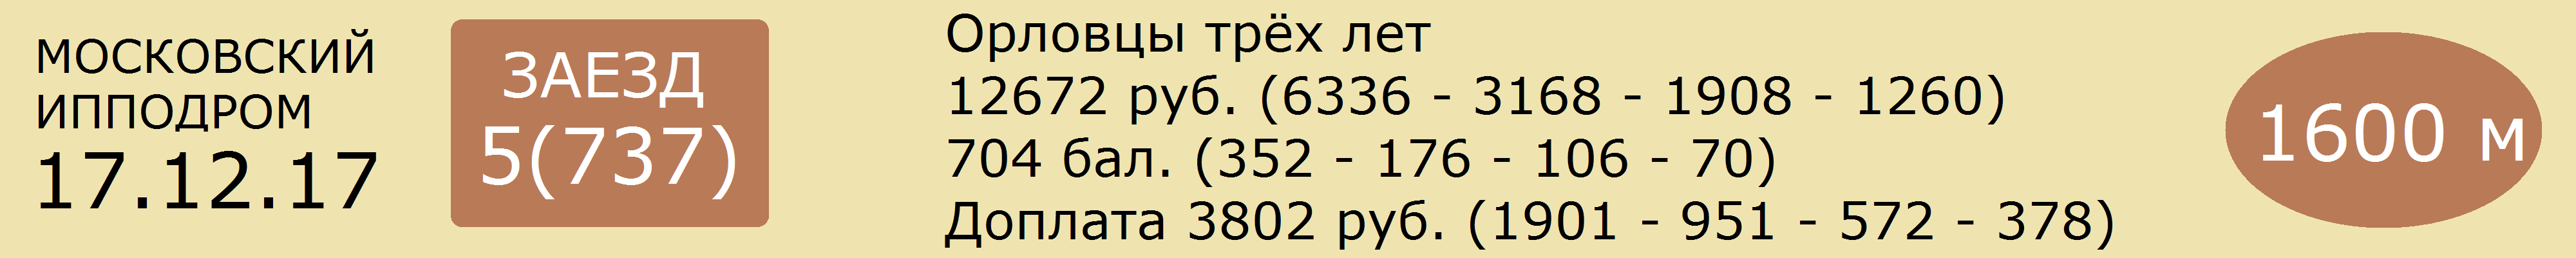 МОСКОВСКИЙ
ИППОДРОМ
17.12.17
ЗАЕЗД
5(737)
Орловцы трёх лет
12672 руб. (6336 - 3168 - 1908 - 1260)
704 бал. (352 - 176 - 106 - 70)
Доплата 3802 руб. (1901 - 951 - 572 - 378)
1600 м